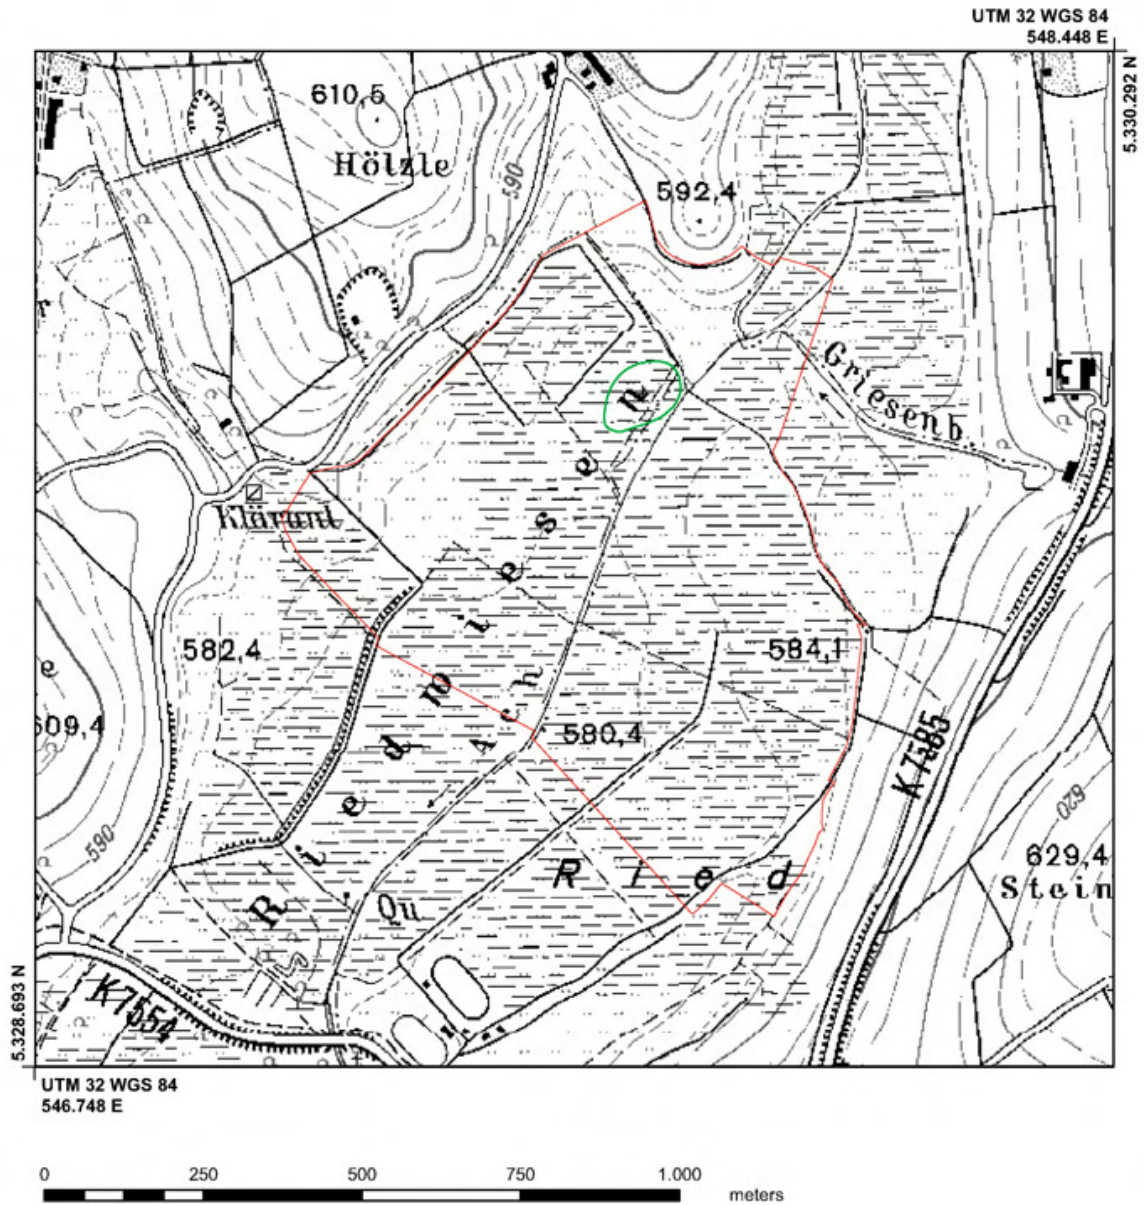 UTM 32 WGS 84
548.448 E
5.330.292 N
610,5
Hölzle
590
592,4
Griesenb.
Kläranl
582,4
584,1
Riedwiesen
Ach
580,4
K 7585
609,4
590
620
629,4
Stein
Ried
Qu
K 7554
5.328.693 N
UTM 32 WGS 84
546.748 E
0 250 500 750 1.000
meters